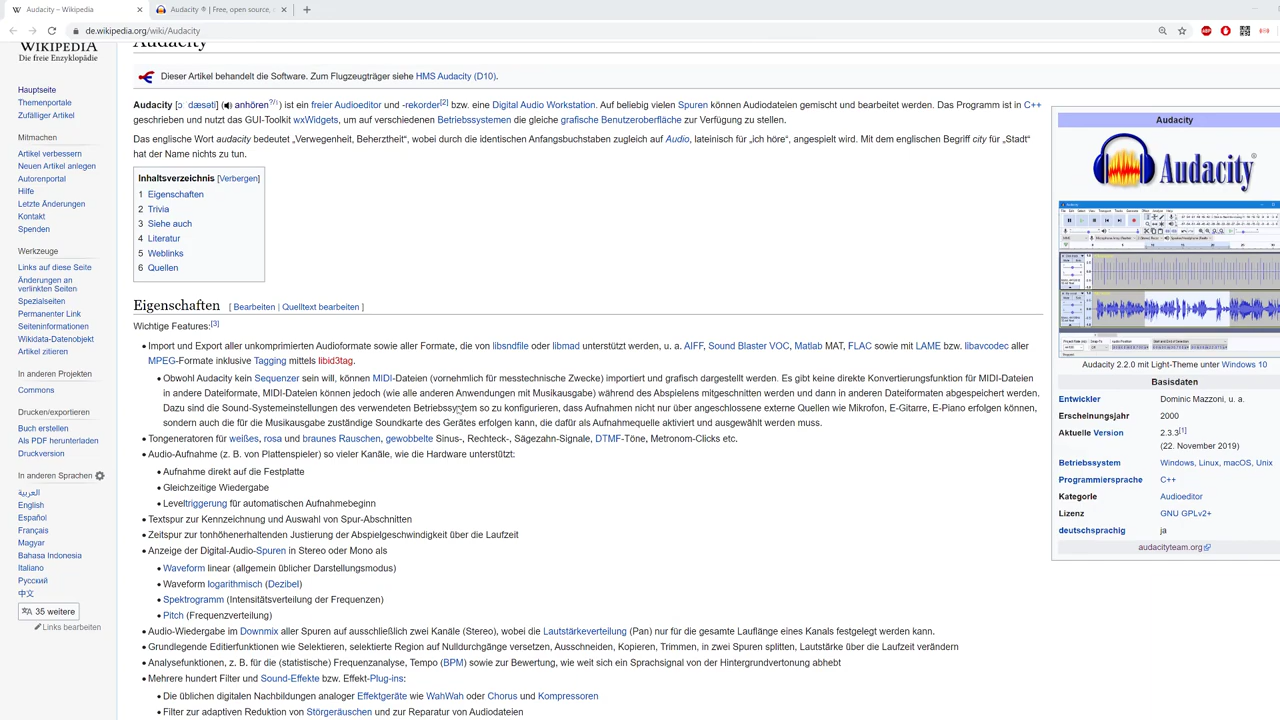 Audacity – Wikipedia
Audacity ® | Free, open source,
de.wikipedia.org/wiki/Audacity
WIKIPEDIA
Die freie Enzyklopädie
Hauptseite
Themenportale
Zufälliger Artikel
Mitmachen
Artikel verbessern
Neuen Artikel anlegen
Autorenportal
Hilfe
Letzte Änderungen
Kontakt
Spenden
Werkzeuge
Links auf diese Seite
Änderungen an
verlinkten Seiten
Spezialseiten
Permanenter Link
Seiteninformationen
Wikidata-Datenobjekt
Artikel zitieren
In anderen Projekten
Commons
Drucken/exportieren
Buch erstellen
Als PDF herunterladen
Druckversion
In anderen Sprachen
العربية
English
Español
Français
Magyar
Bahasa Indonesia
Italiano
Русский
中文
35 weitere
Links bearbeiten
Audacity
Dieser Artikel behandelt die Software. Zum Flugzeugträger siehe HMS Audacity (D10).
Audacity [ɔˈdæsəti] (anhören?/i) ist ein freier Audioeditor und -rekorder[2] bzw. eine Digital Audio Workstation. Auf beliebig vielen Spuren können Audiodateien gemischt und bearbeitet werden. Das Programm ist in C++
geschrieben und nutzt das GUI-Toolkit wxWidgets, um auf verschiedenen Betriebssystemen die gleiche grafische Benutzeroberfläche zur Verfügung zu stellen.
Das englische Wort audacity bedeutet „Verwegenheit, Beherztheit“, wobei durch die identischen Anfangsbuchstaben zugleich auf Audio, lateinisch für „ich höre“, angespielt wird. Mit dem englischen Begriff city für „Stadt“
hat der Name nichts zu tun.
Inhaltsverzeichnis [Verbergen]
1 Eigenschaften
2 Trivia
3 Siehe auch
4 Literatur
5 Weblinks
6 Quellen
Eigenschaften [ Bearbeiten | Quelltext bearbeiten ]
Wichtige Features:[3]
• Import und Export aller unkomprimierten Audioformate sowie aller Formate, die von libsndfile oder libmad unterstützt werden, u. a. AIFF, Sound Blaster VOC, Matlab MAT, FLAC sowie mit LAME bzw. libavcodec aller
MPEG-Formate inklusive Tagging mittels libid3tag.
• Obwohl Audacity kein Sequenzer sein will, können MIDI-Dateien (vornehmlich für messtechnische Zwecke) importiert und grafisch dargestellt werden. Es gibt keine direkte Konvertierungsfunktion für MIDI-Dateien
in andere Dateiformate, MIDI-Dateien können jedoch (wie alle anderen Anwendungen mit Musikausgabe) während des Abspielens mitgeschnitten werden und dann in anderen Dateiformaten abgespeichert werden.
Dazu sind die Sound-Systemeinstellungen des verwendeten Betriebssystem so zu konfigurieren, dass Aufnahmen nicht nur über angeschlossene externe Quellen wie Mikrofon, E-Gitarre, E-Piano erfolgen können,
sondern auch die für die Musikausgabe zuständige Soundkarte des Gerätes erfolgen kann, die dafür als Aufnahmequelle aktiviert und ausgewählt werden muss.
• Tongeneratoren für weißes, rosa und braunes Rauschen, gewobbelte Sinus-, Rechteck-, Sägezahn-Signale, DTMF-Töne, Metronom-Clicks etc.
• Audio-Aufnahme (z. B. von Plattenspieler) so vieler Kanäle, wie die Hardware unterstützt:
• Aufnahme direkt auf die Festplatte
• Gleichzeitige Wiedergabe
• Leveltriggerung für automatischen Aufnahmebeginn
• Textspur zur Kennzeichnung und Auswahl von Spur-Abschnitten
• Zeitspur zur tonhöhenerhaltenden Justierung der Abspielgeschwindigkeit über die Laufzeit
• Anzeige der Digital-Audio-Spuren in Stereo oder Mono als
• Waveform linear (allgemein üblicher Darstellungsmodus)
• Waveform logarithmisch (Dezibel)
• Spektrogramm (Intensitätsverteilung der Frequenzen)
• Pitch (Frequenzverteilung)
• Audio-Wiedergabe im Downmix aller Spuren auf ausschließlich zwei Kanäle (Stereo), wobei die Lautstärkeverteilung (Pan) nur für die gesamte Lauflänge eines Kanals festgelegt werden kann.
• Grundlegende Editierfunktionen wie Selektieren, selektierte Region auf Nulldurchgänge versetzen, Ausschneiden, Kopieren, Trimmen, in zwei Spuren splitten, Lautstärke über die Laufzeit verändern
• Analysefunktionen, z. B. für die (statistische) Frequenzanalyse, Tempo (BPM) sowie zur Bewertung, wie weit sich ein Sprachsignal von der Hintergrundvertonung abhebt
• Mehrere hundert Filter und Sound-Effekte bzw. Effekt-Plug-ins:
• Die üblichen digitalen Nachbildungen analoger Effektgeräte wie WahWah oder Chorus und Kompressoren
• Filter zur adaptiven Reduktion von Störgeräuschen und zur Reparatur von Audiodateien
Audacity
Audacity®
Audacity 2.2.0 mit Light-Theme unter Windows 10
Basisdaten
Entwickler Dominic Mazzoni, u. a.
Erscheinungsjahr 2000
Aktuelle Version 2.3.3[1]
(22. November 2019)
Betriebssystem Windows, Linux, macOS, Unix
Programmiersprache C++
Kategorie Audioeditor
Lizenz GNU GPLv2+
deutschsprachig ja
audacityteam.org